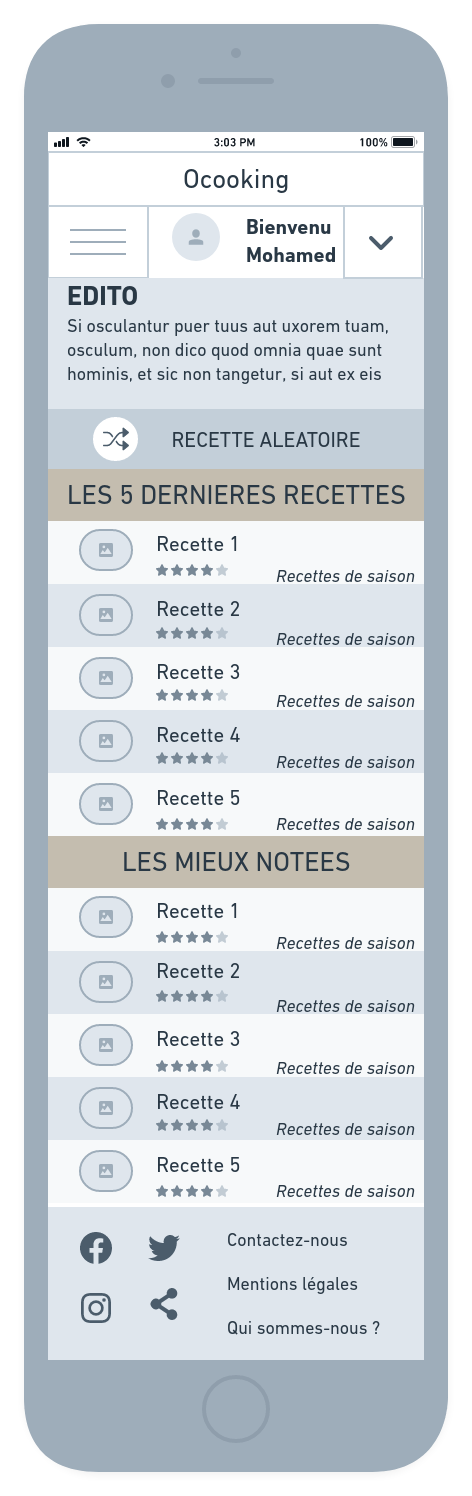 3:03 PM
100%
Ocooking
Bienvenu
Mohamed
EDITO
Si osculantur puer tuus aut uxorem tuam,
osculum, non dico quod omnia quae sunt
hominis, et sic non tangetur, si aut ex eis
RECETTE ALEATOIRE
LES 5 DERNIERES RECETTES
Recette 1
Recettes de saison
Recette 2
Recettes de saison
Recette 3
Recettes de saison
Recette 4
Recettes de saison
Recette 5
Recettes de saison
LES MIEUX NOTEES
Recette 1
Recettes de saison
Recette 2
Recettes de saison
Recette 3
Recettes de saison
Recette 4
Recettes de saison
Recette 5
Recettes de saison
Contactez-nous
Mentions légales
Qui sommes-nous ?